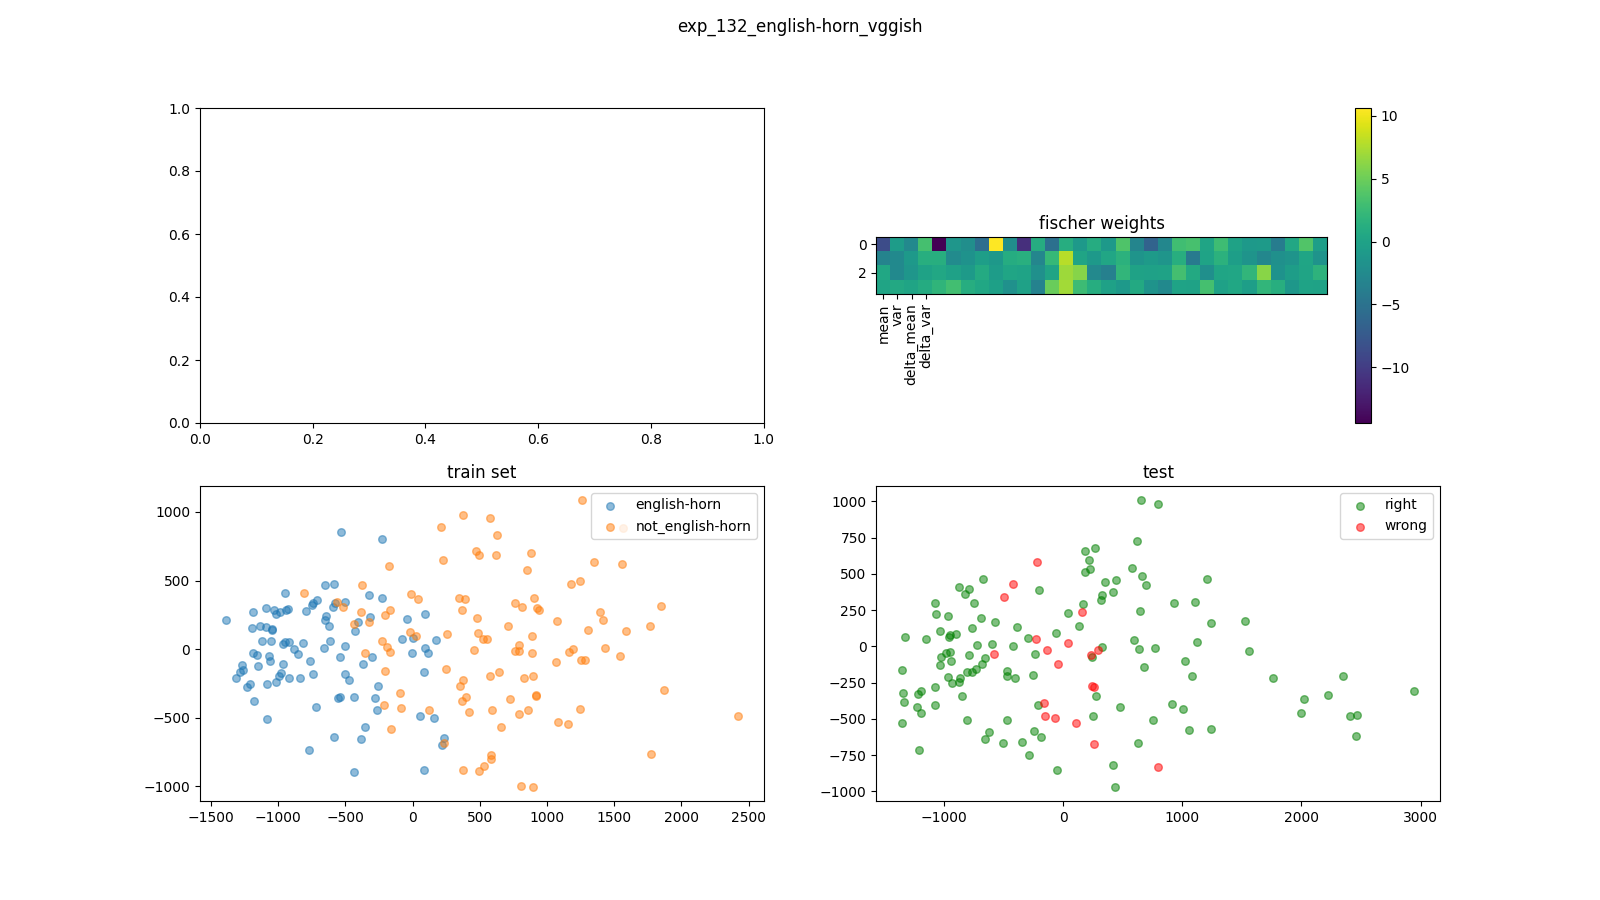 exp_132_english-horn_vggish
1.0
0.8
0.6
0.4
0.2
0.0
0.0 0.2 0.4 0.6 0.8 1.0
fischer weights
0
2
mean
var
delta_mean
delta_var
10
5
0
−5
−10
train set
english-horn
not_english-horn
1000
500
0
−500
−1000
−1500 −1000 −500 0 500 1000 1500 2000 2500
test
right
wrong
1000
750
500
250
0
−250
−500
−750
−1000
−1000 0 1000 2000 3000